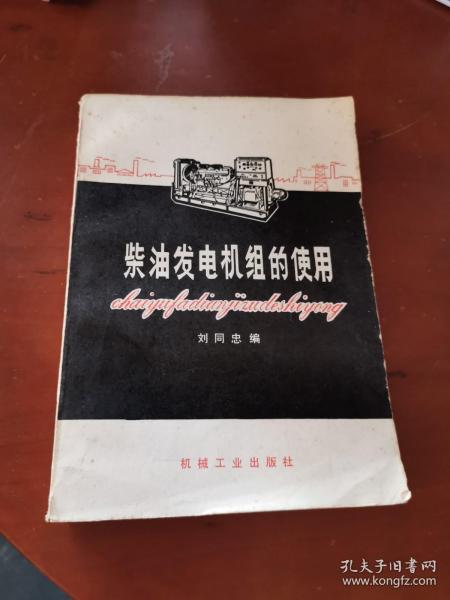 柴油发电机组的使用
chaiyoufadianjizudeshiyong
刘同忠编
机械工业出版社
孔夫子旧书网
www.kongfz.com